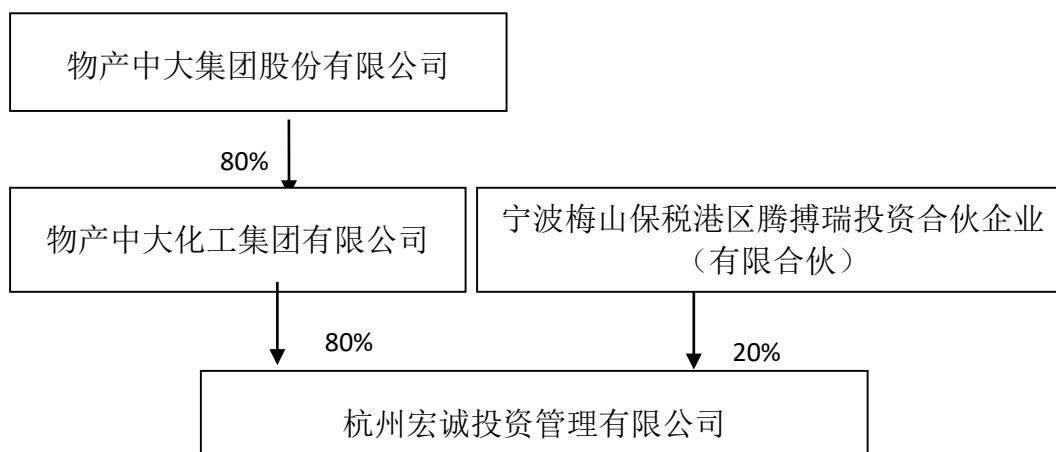 物产中大集团股份有限公司
80%
物产中大化工集团有限公司
宁波梅山保税港区腾搏瑞投资合伙企业
（有限合伙）
80%
20%
杭州宏诚投资管理有限公司